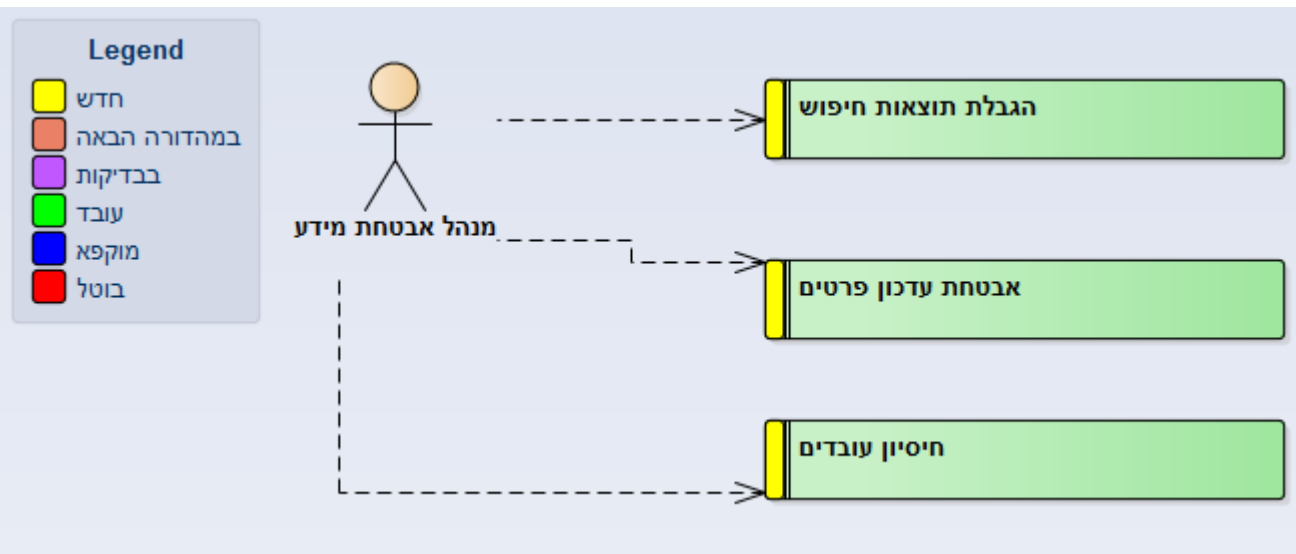 Legend
חדש
במהדורה הבאה
בבדיקות
עובד
מוקפא
בוטל
מנהל אבטחת מידע
הגבלת תוצאות חיפוש
אבטחת עדכון פרטים
חיסיון עובדים